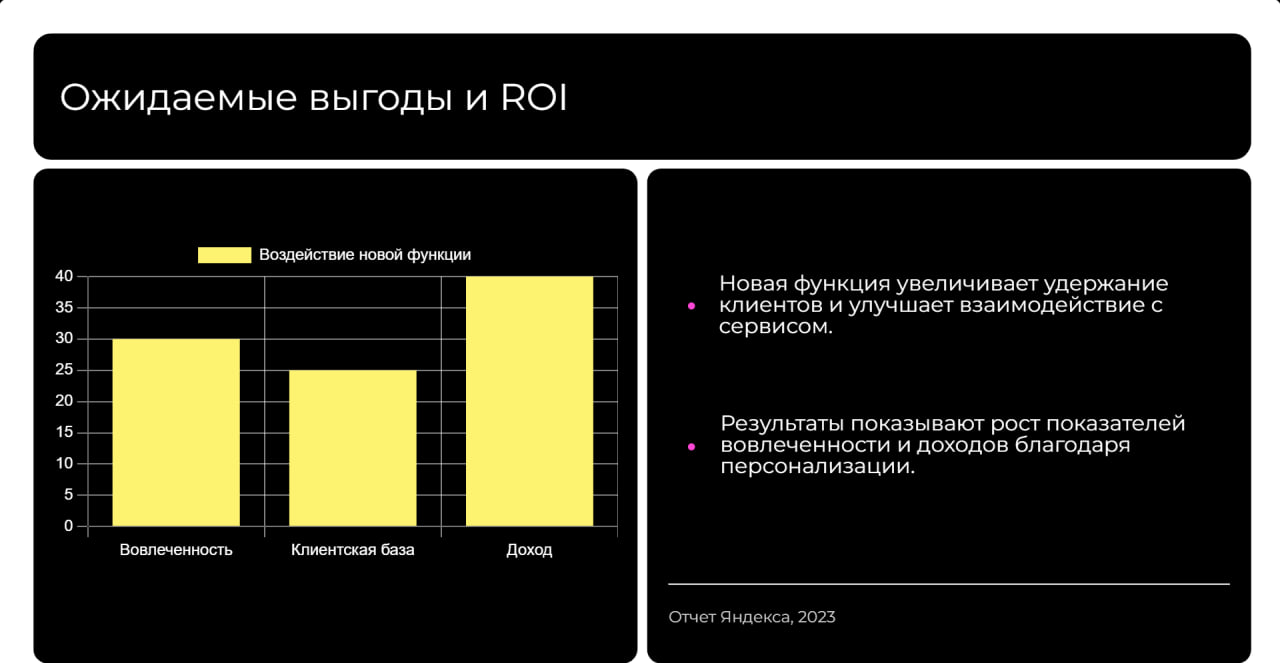 Ожидаемые выгоды и ROI
Воздействие новой функции
40
35
30
25
20
15
10
5
0
Вовлеченность
Клиентская база
Доход
Новая функция увеличивает удержание
клиентов и улучшает взаимодействие с
сервисом.
Результаты показывают рост показателей
вовлеченности и доходов благодаря
персонализации.
Отчет Яндекса, 2023